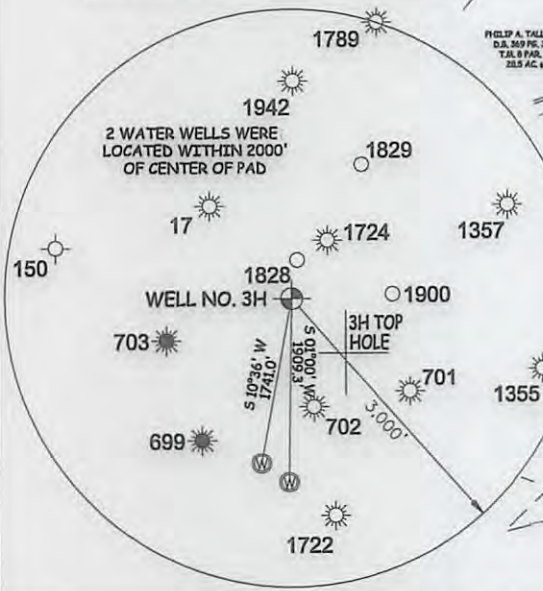 1789
PHILIP A. TALL
D.B. 369 PG.
T.M. 8 PAR.
20.5 AC.
1942
2 WATER WELLS WERE
LOCATED WITHIN 2000'
OF CENTER OF PAD
1829
17
1724
1357
150
1828
WELL NO. 3H
1900
3H TOP
HOLE
703
S 10°36' W
1741.0'
S 01°00' W
1909.3'
701
1355
702
3,000'
699
W
W
1722